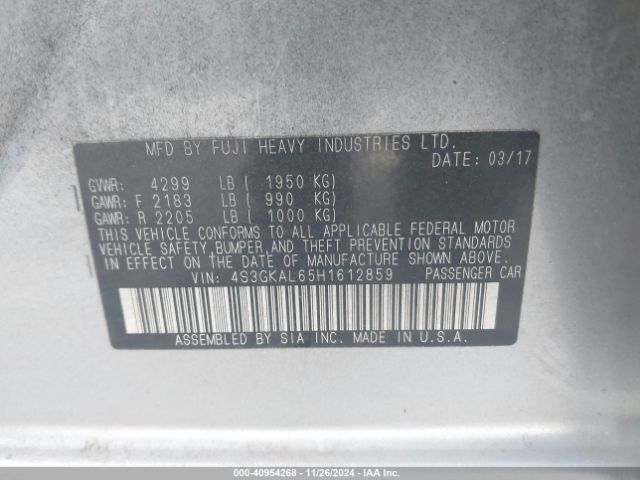 MFD BY FUJI HEAVY INDUSTRIES LTD.
DATE: 03/17
GVWR: 4299 LB ( 1950 KG)
GAWR: F 2183 LB ( 990 KG)
GAWR: R 2205 LB ( 1000 KG)
THIS VEHICLE CONFORMS TO ALL APPLICABLE FEDERAL MOTOR
VEHICLE SAFETY, BUMPER, AND THEFT PREVENTION STANDARDS
IN EFFECT ON THE DATE OF MANUFACTURE SHOWN ABOVE.
VIN: 4S3GKAL65H1612859 PASSENGER CAR
ASSEMBLED BY SIA INC. MADE IN U.S.A.
000-40954268 - 11/26/2024 - IAA Inc.